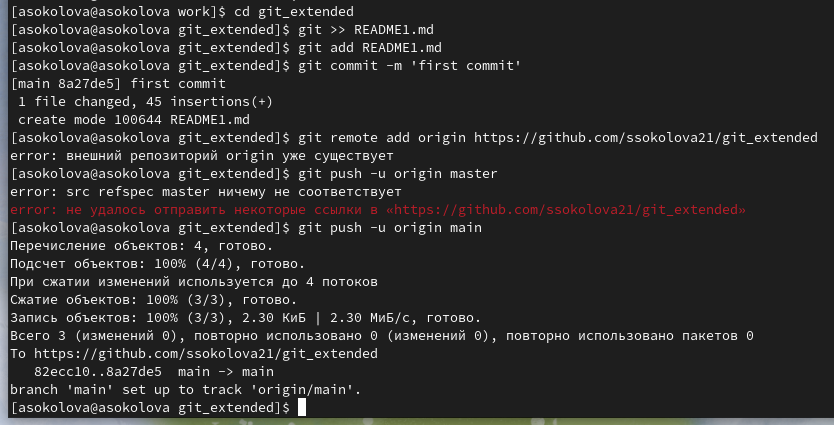 [asokolova@asokolova work]$ cd git_extended
[asokolova@asokolova git_extended]$ git >> README1.md
[asokolova@asokolova git_extended]$ git add README1.md
[asokolova@asokolova git_extended]$ git commit -m 'first commit'
[main 8a27de5] first commit
 1 file changed, 45 insertions(+)
 create mode 100644 README1.md
[asokolova@asokolova git_extended]$ git remote add origin https://github.com/ssokolova21/git_extended
error: внешний репозиторий origin уже существует
[asokolova@asokolova git_extended]$ git push -u origin master
error: src refspec master ничему не соответствует
error: не удалось отправить некоторые ссылки в «https://github.com/ssokolova21/git_extended»
[asokolova@asokolova git_extended]$ git push -u origin main
Перечисление объектов: 4, готово.
Подсчет объектов: 100% (4/4), готово.
При сжатии изменений используется до 4 потоков
Сжатие объектов: 100% (3/3), готово.
Запись объектов: 100% (3/3), 2.30 КиБ | 2.30 МиБ/с, готово.
Всего 3 (изменений 0), повторно использовано 0 (изменений 0), повторно использовано пакетов 0
To https://github.com/ssokolova21/git_extended
   82ecc10..8a27de5  main -> main
branch 'main' set up to track 'origin/main'.
[asokolova@asokolova git_extended]$